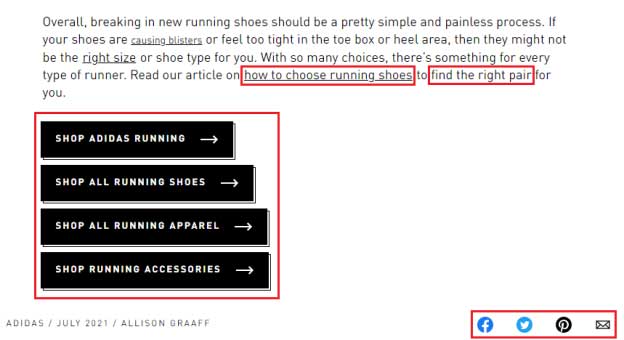 Overall, breaking in new running shoes should be a pretty simple and painless process. If
your shoes are causing blisters or feel too tight in the toe box or heel area, then they might not
be the right size or shoe type for you. With so many choices, there's something for every
type of runner. Read our article on how to choose running shoes to find the right pair for
you.
SHOP ADIDAS RUNNING
SHOP ALL RUNNING SHOES
SHOP ALL RUNNING APPAREL
SHOP RUNNING ACCESSORIES
ADIDAS / JULY 2021 / ALLISON GRAAFF